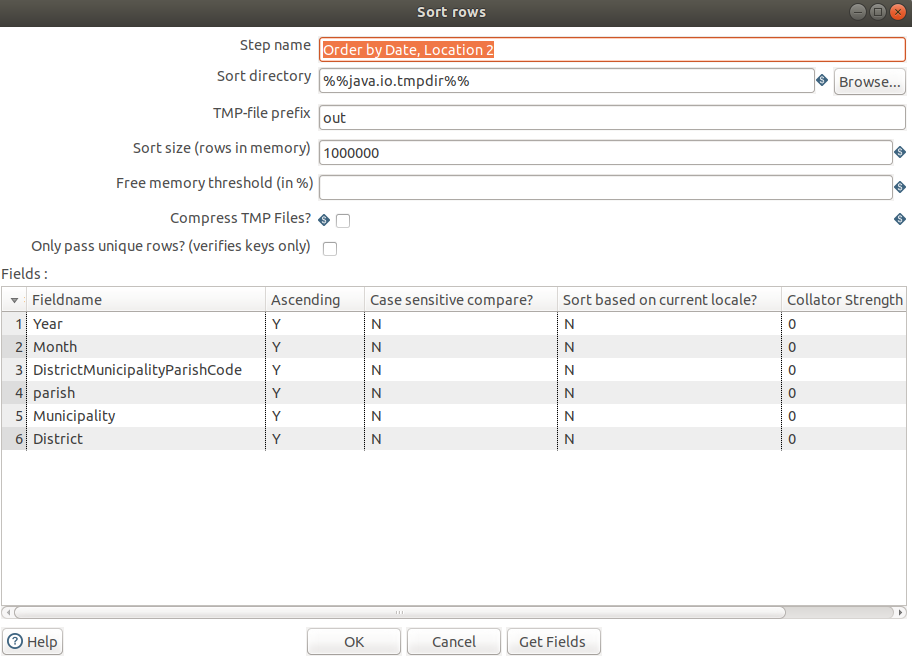 Sort rows
Step name Order by Date, Location 2
Sort directory %%java.io.tmpdir%% Browse...
TMP-file prefix out
Sort size (rows in memory) 1000000
Free memory threshold (in %)
Compress TMP Files?
Only pass unique rows? (verifies keys only)
Fields :
Fieldname Ascending Case sensitive compare? Sort based on current locale? Collator Strength
1 Year Y N N 0
2 Month Y N N 0
3 DistrictMunicipalityParishCode Y N N 0
4 parish Y N N 0
5 Municipality Y N N 0
6 District Y N N 0
Help OK Cancel Get Fields